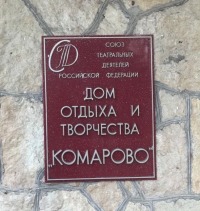 СОЮЗ
ТЕАТРАЛЬНЫХ
ДЕЯТЕЛЕЙ
РОССИЙСКОЙ ФЕДЕРАЦИИ
ДОМ
ОТДЫХА И
ТВОРЧЕСТВА
„КОМАРОВО"